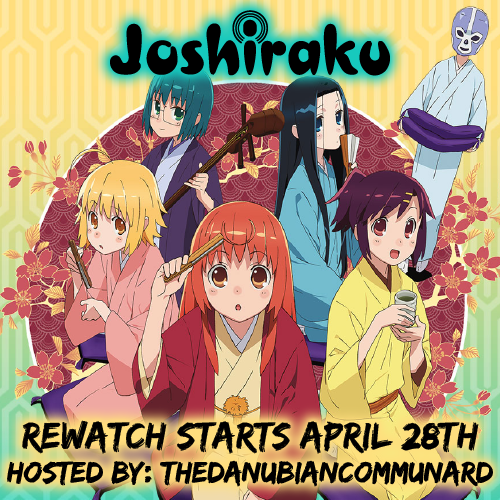 Joshiraku
REWATCH STARTS APRIL 28TH
HOSTED BY: THEDANUBIANCOMMUNARD